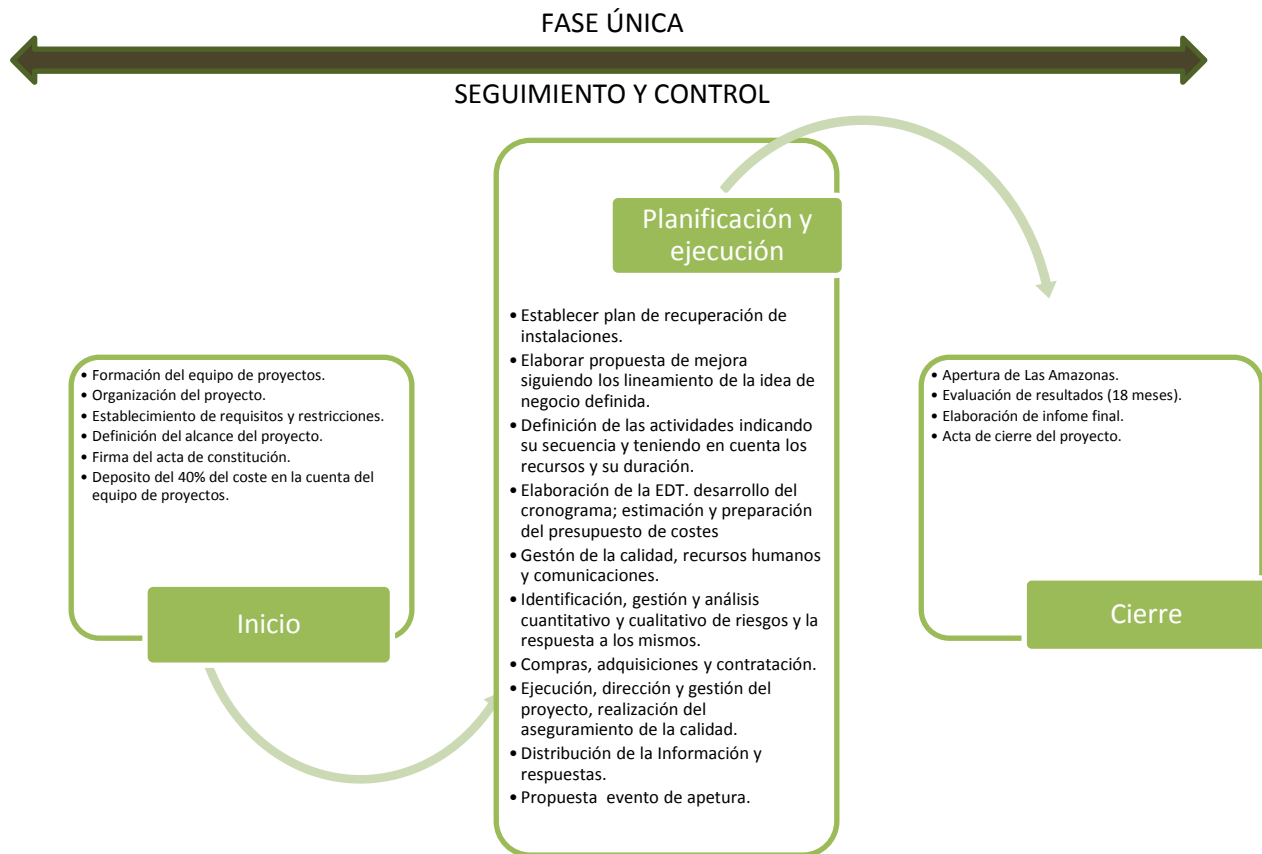 FASE ÚNICA
SEGUIMIENTO Y CONTROL
• Formación del equipo de proyectos.
• Organización del proyecto.
• Establecimiento de requisitos y restricciones.
• Definición del alcance del proyecto.
• Firma del acta de constitución.
• Deposito del 40% del coste en la cuenta del
equipo de proyectos.
Inicio
Planificación y
ejecución
• Establecer plan de recuperación de
instalaciones.
• Elaborar propuesta de mejora
siguiendo los lineamiento de la idea de
negocio definida.
• Definición de las actividades indicando
su secuencia y teniendo en cuenta los
recursos y su duración.
• Elaboración de la EDT. desarrollo del
cronograma; estimación y preparación
del presupuesto de costes
• Gestón de la calidad, recursos humanos
y comunicaciones.
• Identificación, gestión y análisis
cuantitativo y cualitativo de riesgos y la
respuesta a los mismos.
• Compras, adquisiciones y contratación.
• Ejecución, dirección y gestión del
proyecto, realización del
aseguramiento de la calidad.
• Distribución de la Información y
respuestas.
• Propuesta evento de apetura.
• Apertura de Las Amazonas.
• Evaluación de resultados (18 meses).
• Elaboración de infome final.
• Acta de cierre del proyecto.
Cierre